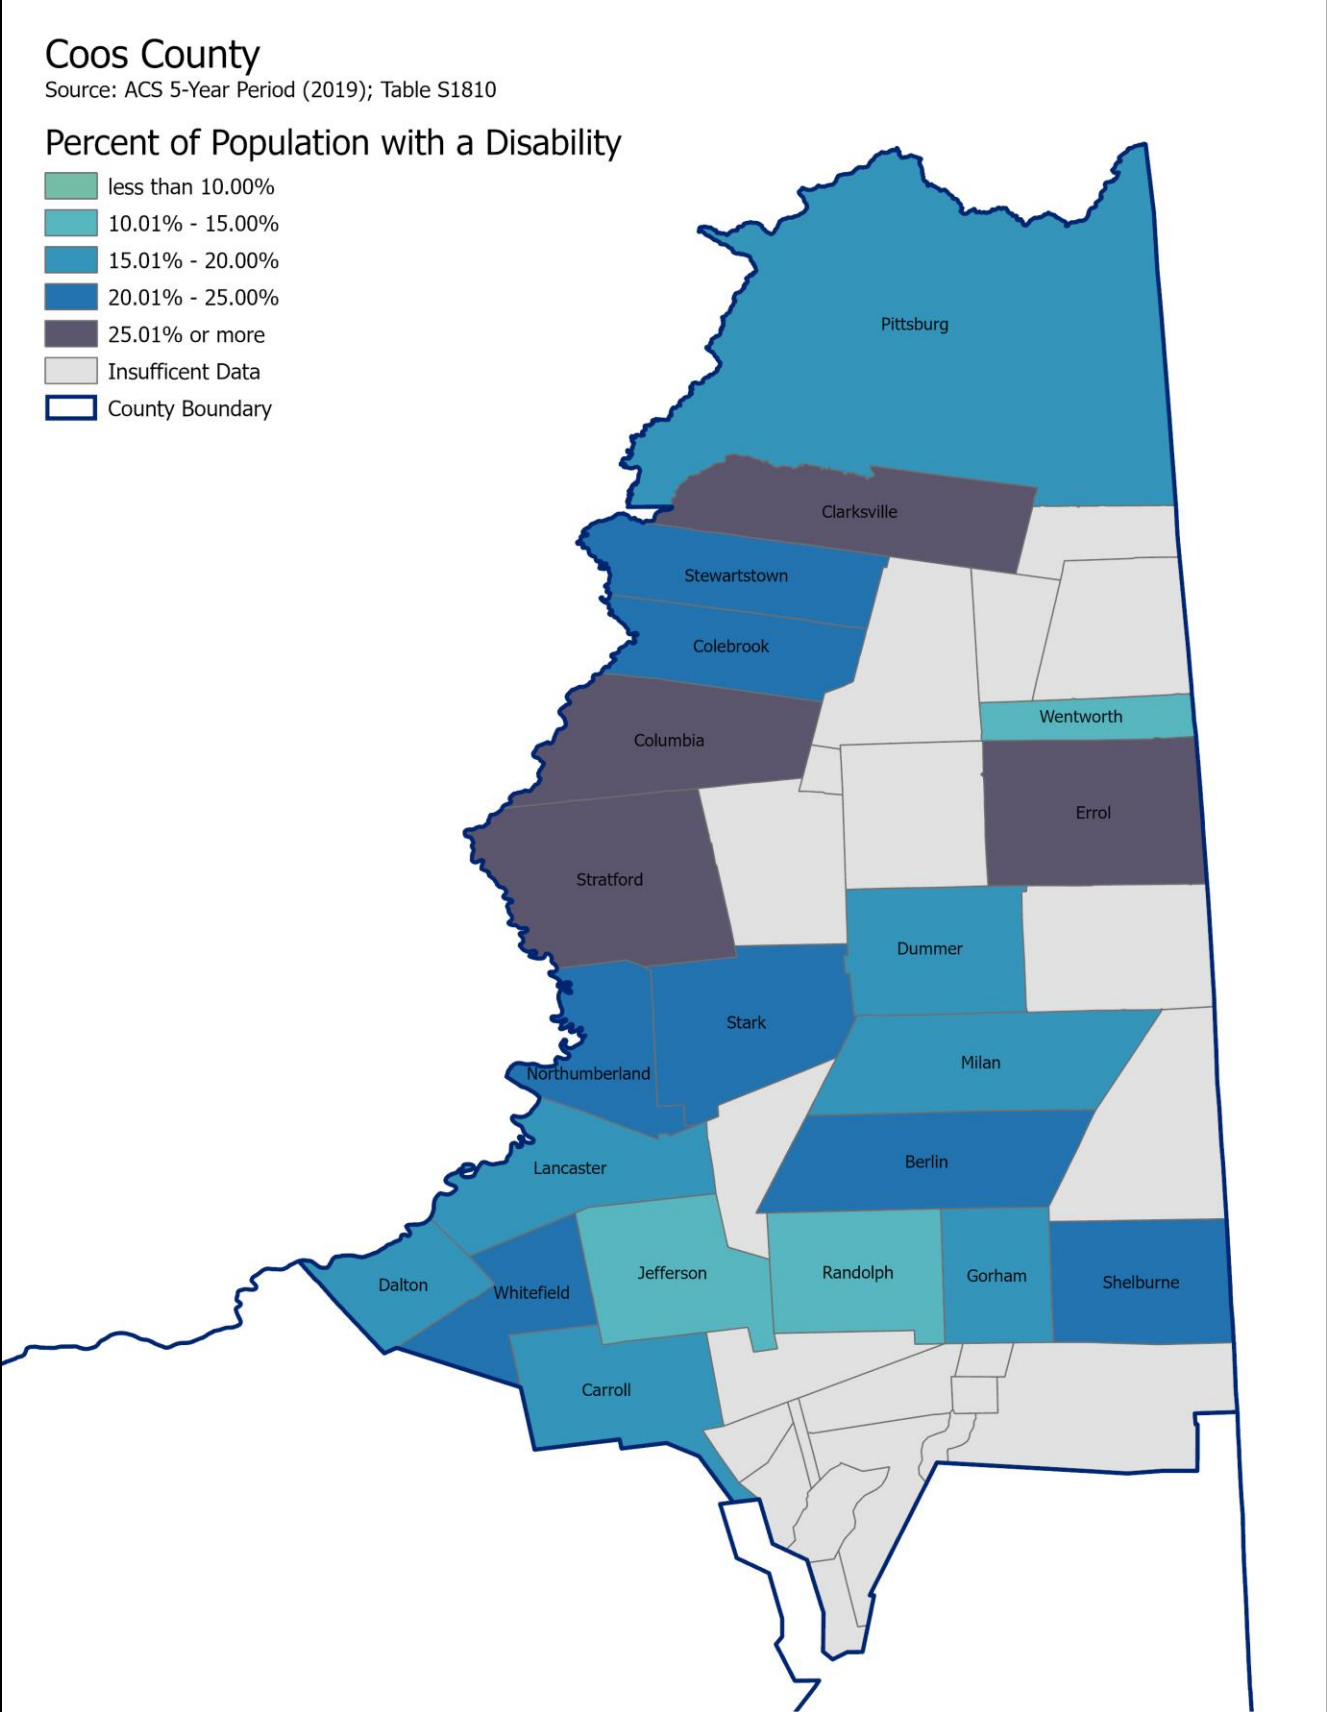 Coos County
Source: ACS 5-Year Period (2019); Table S1810
Percent of Population with a Disability
less than 10.00%
10.01% - 15.00%
15.01% - 20.00%
20.01% - 25.00%
25.01% or more
Insufficent Data
County Boundary
Pittsburg
Clarksville
Stewartstown
Colebrook
Wentworth
Columbia
Errol
Stratford
Dummer
Stark
Milan
Northumberland
Berlin
Lancaster
Jefferson
Randolph
Gorham
Shelburne
Dalton
Whitefield
Carroll